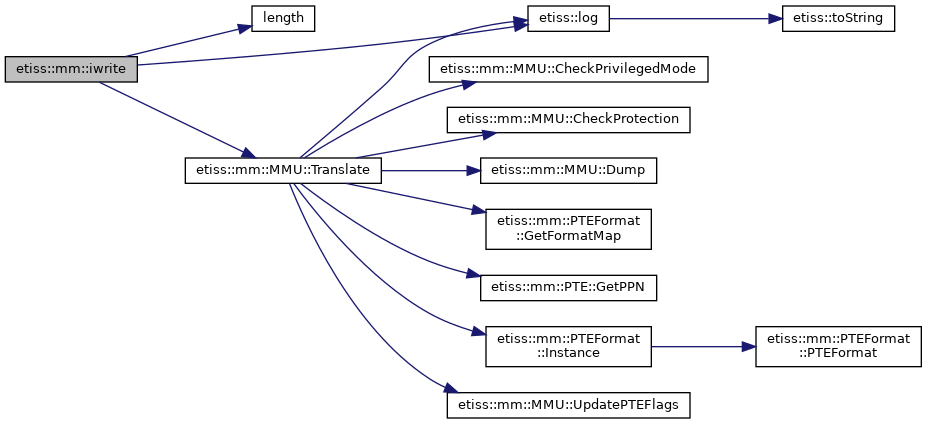 length
etiss::log
etiss::toString
etiss::mm::iwrite
etiss::mm::MMU::CheckPrivilegedMode
etiss::mm::MMU::CheckProtection
etiss::mm::MMU::Translate
etiss::mm::MMU::Dump
etiss::mm::PTEFormat
::GetFormatMap
etiss::mm::PTE::GetPPN
etiss::mm::PTEFormat
::Instance
etiss::mm::PTEFormat
::PTEFormat
etiss::mm::MMU::UpdatePTEFlags